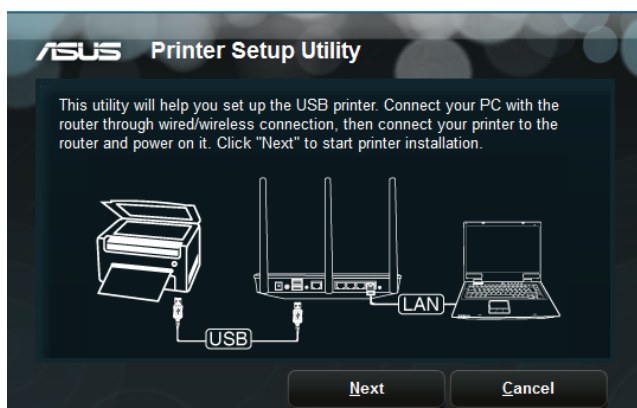 ASUS Printer Setup Utility
This utility will help you set up the USB printer. Connect your PC with the
router through wired/wireless connection, then connect your printer to the
router and power on it. Click "Next" to start printer installation.
LAN
USB
Next Cancel